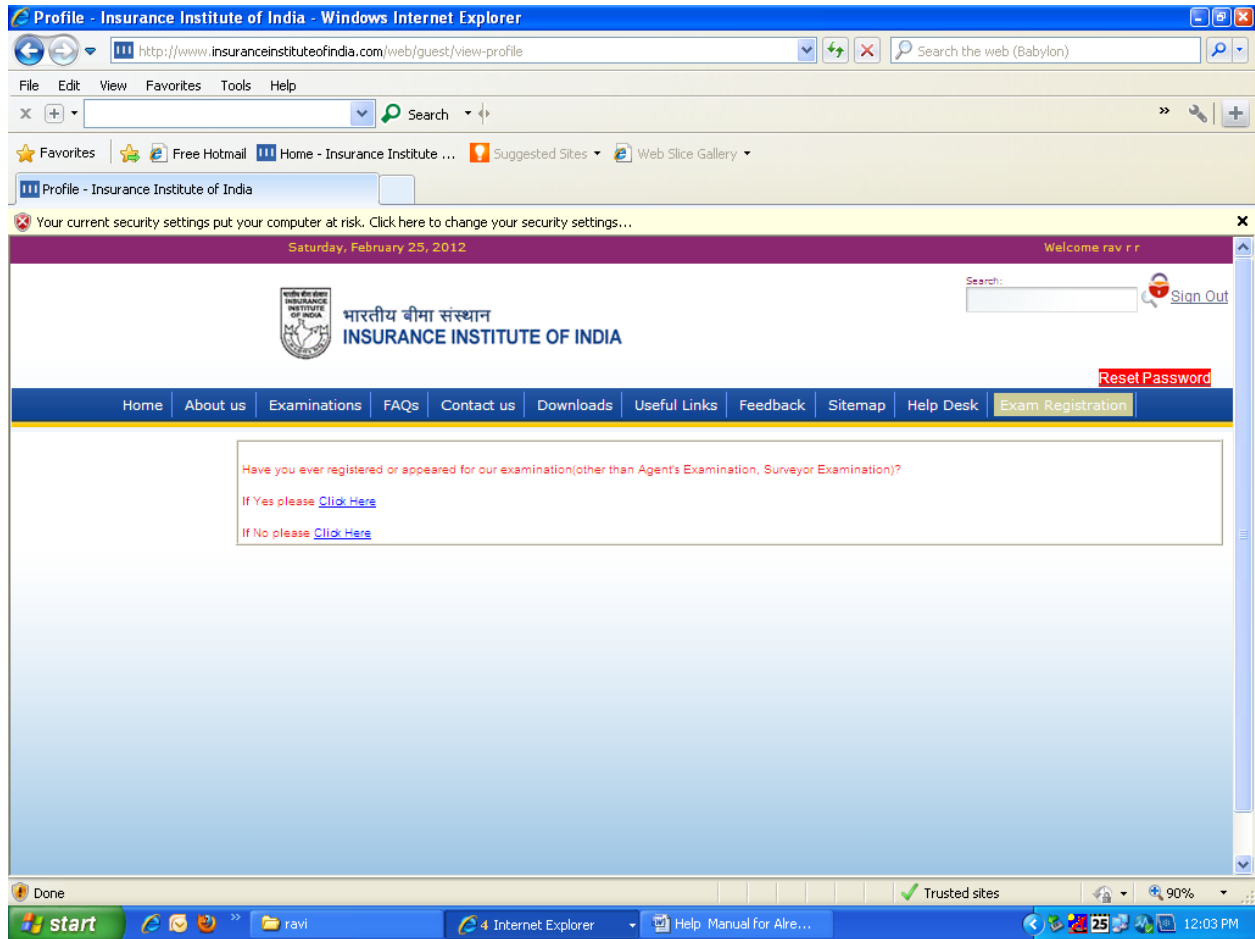 Profile - Insurance Institute of India - Windows Internet Explorer
http://www.insuranceinstituteofindia.com/web/guest/view-profile
Search the web (Babylon)
File Edit View Favorites Tools Help
x Search »
Favorites Free Hotmail Home - Insurance Institute ... Suggested Sites Web Slice Gallery
Profile - Insurance Institute of India
Your current security settings put your computer at risk. Click here to change your security settings...
Saturday, February 25, 2012 Welcome rav r r
Search:
Sign Out
INSURANCE
INSTITUTE
OF INDIA
भारतीय बीमा संस्थान
INSURANCE INSTITUTE OF INDIA
Reset Password
Home About us Examinations FAQs Contact us Downloads Useful Links Feedback Sitemap Help Desk Exam Registration
Have you ever registered or appeared for our examination(other than Agent's Examination, Surveyor Examination)?
If Yes please Click Here
If No please Click Here
Done Trusted sites 90%
start » ravi 4 Internet Explorer Help Manual for Alre... 25 12:03 PM